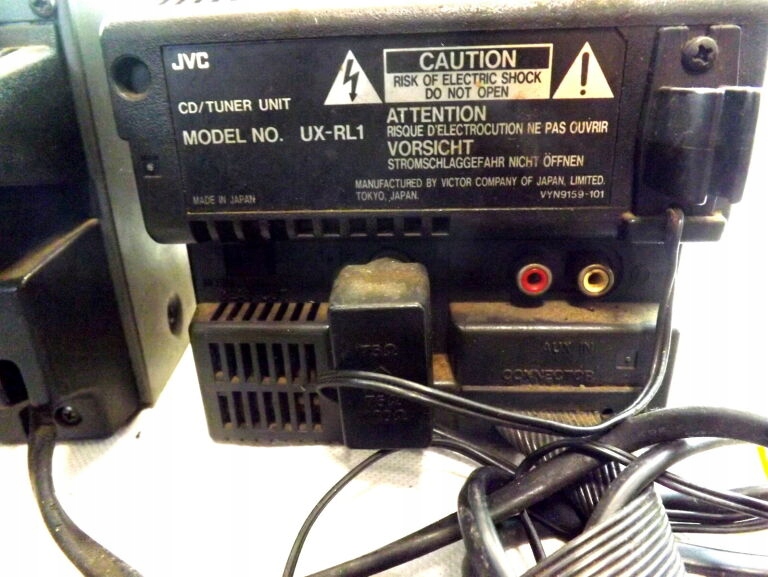 JVC
CAUTION
RISK OF ELECTRIC SHOCK
DO NOT OPEN
CD/TUNER UNIT
MODEL NO. UX-RL1
ATTENTION
RISQUE D'ELECTROCUTION NE PAS OUVRIR
VORSICHT
STROMSCHLAGGEFAHR NICHT ÖFFNEN
MANUFACTURED BY VICTOR COMPANY OF JAPAN, LIMITED.
TOKYO, JAPAN.
VYN9159-101
MADE IN JAPAN
75Ω
AUX IN
CONNECTOR